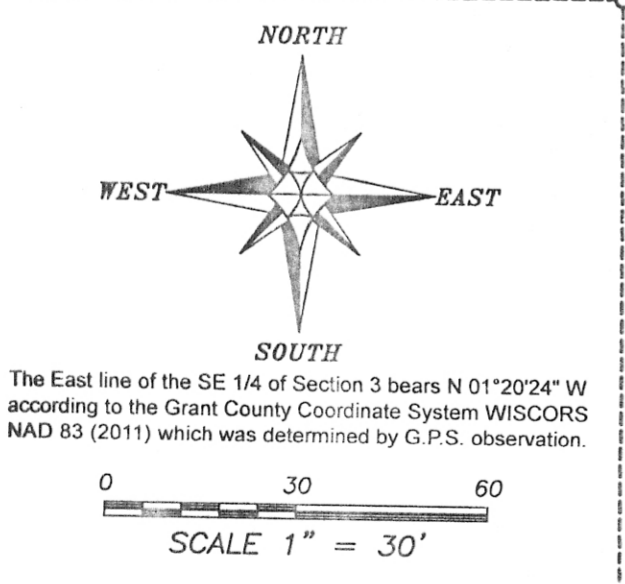 NORTH
WEST
EAST
SOUTH
The East line of the SE 1/4 of Section 3 bears N 01°20'24" W
according to the Grant County Coordinate System WISCORS
NAD 83 (2011) which was determined by G.P.S. observation.
0 30 60
SCALE 1" = 30'